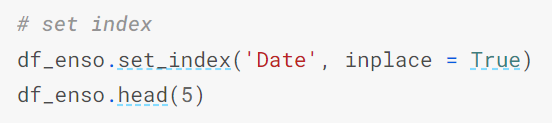 # set index
df_enso.set_index('Date', inplace = True)
df_enso.head(5)